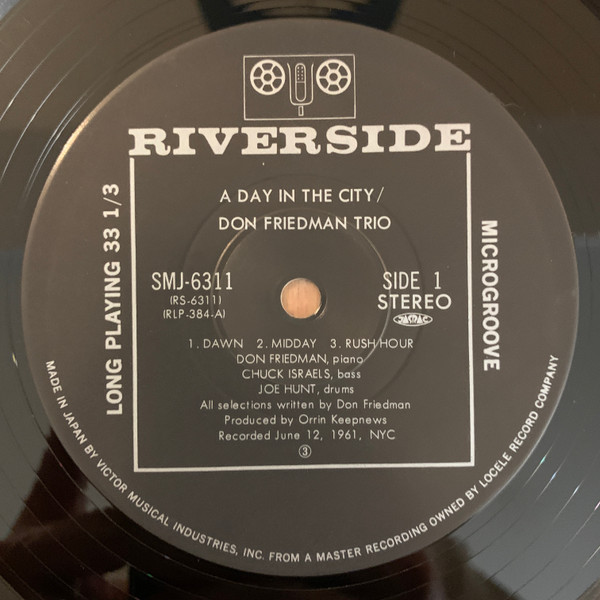 RIVERSIDE
A DAY IN THE CITY/
DON FRIEDMAN TRIO
LONG PLAYING 33 1/3
MICROGROOVE
SMJ-6311
(RS-6311)
(RLP-384-A)
SIDE 1
STEREO
JASRAC
1. DAWN 2. MIDDAY 3. RUSH HOUR
DON FRIEDMAN, piano
CHUCK ISRAELS, bass
JOE HUNT, drums
All selections written by Don Friedman
Produced by Orrin Keepnews
Recorded June 12, 1961, NYC
③
MADE IN JAPAN BY VICTOR MUSICAL INDUSTRIES, INC. FROM A MASTER RECORDING OWNED BY LOCELE RECORD COMPANY